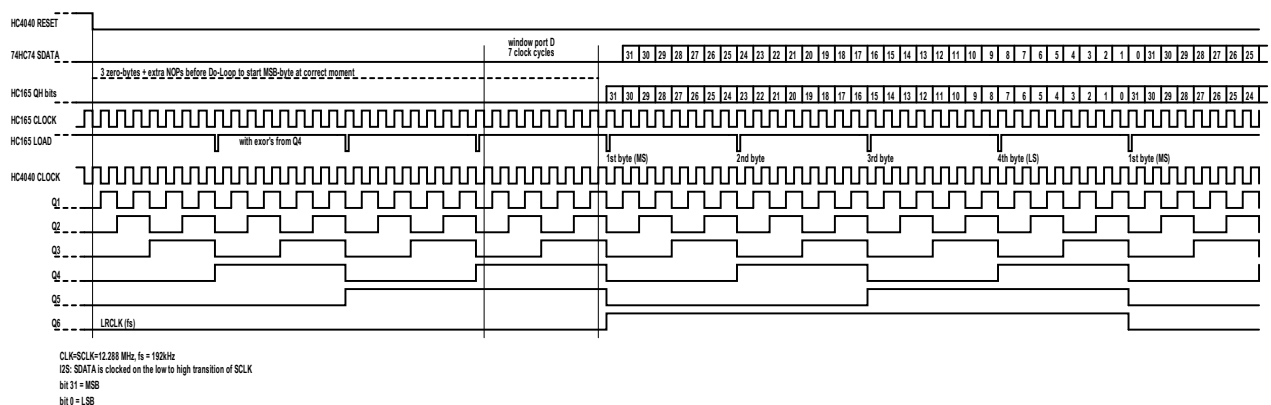 HC4040 RESET
window port D
7 clock cycles
74HC74 SDATA
31 30 29 28 27 26 25 24 23 22 21 20 19 18 17 16 15 14 13 12 11 10 9 8 7 6 5 4 3 2 1 0 31 30 29 28 27 26 25
3 zero-bytes + extra NOPs before Do-Loop to start MSB-byte at correct moment
HC165 QH bits
31 30 29 28 27 26 25 24 23 22 21 20 19 18 17 16 15 14 13 12 11 10 9 8 7 6 5 4 3 2 1 0 31 30 29 28 27 26 25 24
HC165 CLOCK
HC165 LOAD
with exor's from Q4
1st byte (MS) 2nd byte 3rd byte 4th byte (LS) 1st byte (MS)
HC4040 CLOCK
Q1
Q2
Q3
Q4
Q5
Q6
LRCLK (fs)
CLK=SCLK=12.288 MHz, fs = 192kHz
I2S: SDATA is clocked on the low to high transition of SCLK
bit 31 = MSB
bit 0 = LSB